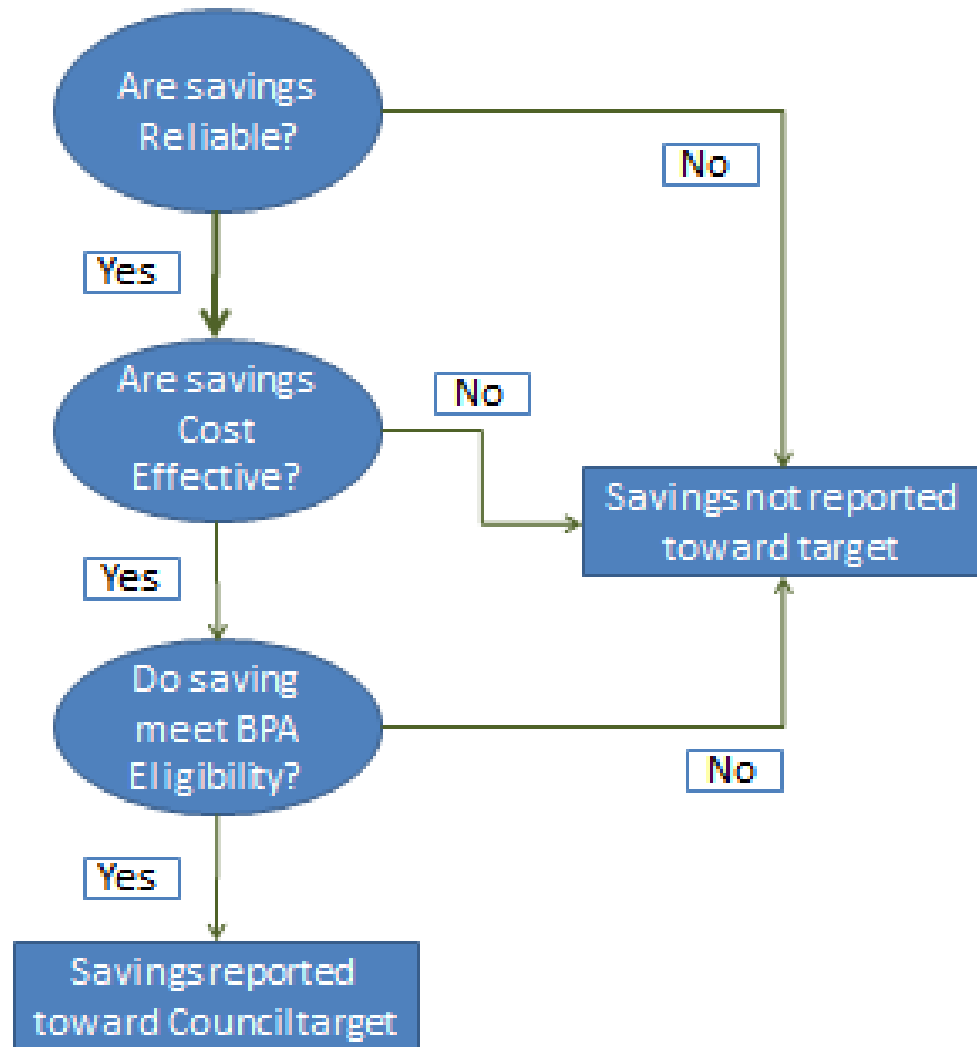 Are savings
Reliable?
No
Yes
Are savings
Cost
Effective?
No
Savings not reported
toward target
Yes
Do saving
meet BPA
Eligibility?
No
Yes
Savings reported
toward Council target